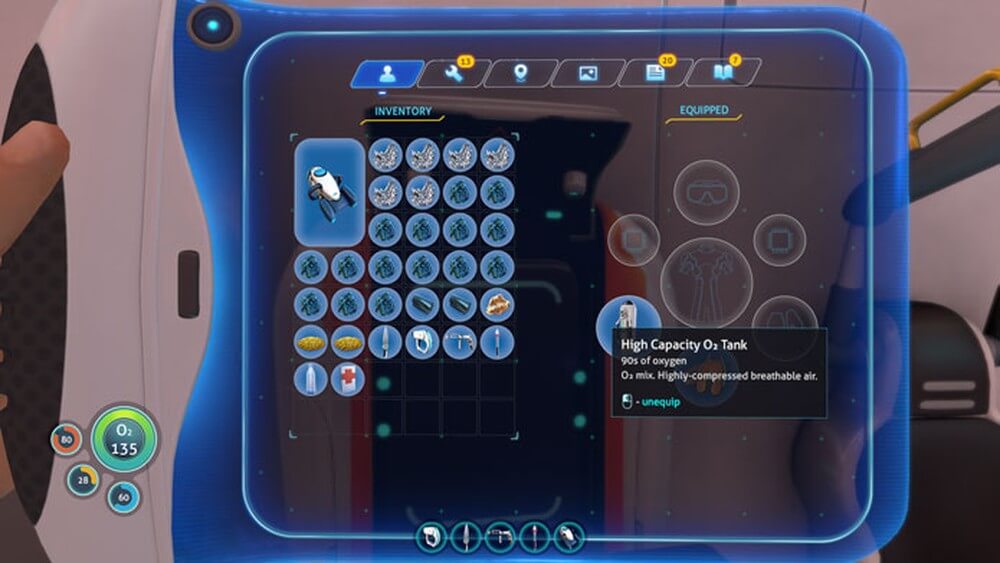 13
20
7
INVENTORY
EQUIPPED
High Capacity O₂ Tank
90s of oxygen
O₂ mix. Highly-compressed breathable air.
- unequip
80
O₂
135
28
60